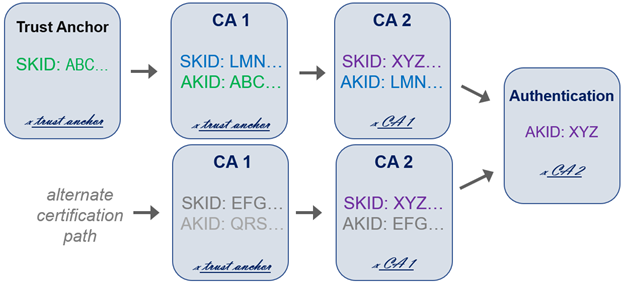 Trust Anchor
SKID: ABC...
x trust anchor
CA 1
SKID: LMN...
AKID: ABC...
x trust anchor
CA 2
SKID: XYZ...
AKID: LMN...
x CA 1
Authentication
AKID: XYZ
x CA 2
alternate
certification
path
CA 1
SKID: EFG...
AKID: QRS...
x trust anchor
CA 2
SKID: XYZ...
AKID: EFG...
x CA 1